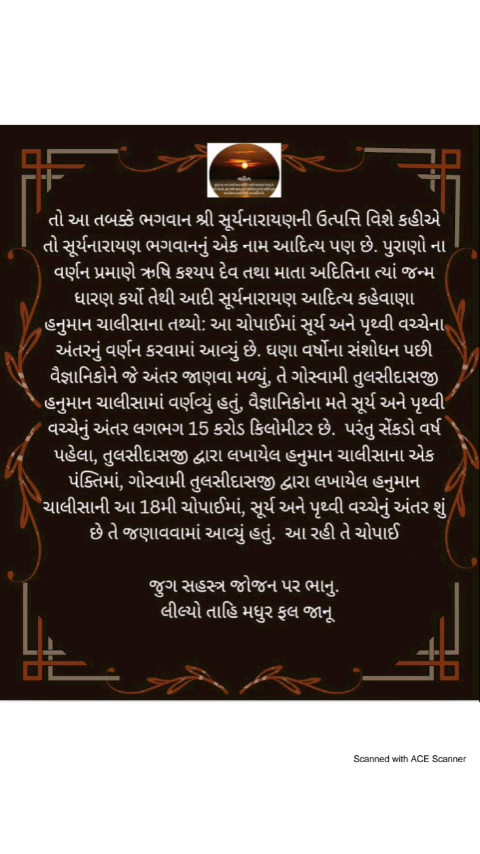 તો આ તબક્કે ભગવાન શ્રી સૂર્યનારાયણની ઉત્પત્તિ વિશે કહીએ
તો સૂર્યનારાયણ ભગવાનનું એક નામ આદિત્ય પણ છે. પુરાણો ના
વર્ણન પ્રમાણે ઋષિ કશ્યપ દેવ તથા માતા અદિતિના ત્યાં જન્મ
ધારણ કર્યો તેથી આદી સૂર્યનારાયણ આદિત્ય કહેવાણા
હનુમાન ચાલીસાના તથ્યો: આ ચોપાઈમાં સૂર્ય અને પૃથ્વી વચ્ચેના
અંતરનું વર્ણન કરવામાં આવ્યું છે. ઘણા વર્ષોના સંશોધન પછી
વૈજ્ઞાનિકોને જે અંતર જાણવા મળ્યું, તે ગોસ્વામી તુલસીદાસજી
હનુમાન ચાલીસામાં વર્ણવ્યું હતું, વૈજ્ઞાનિકોના મતે સૂર્ય અને પૃથ્વી
વચ્ચેનું અંતર લગભગ 15 કરોડ કિલોમીટર છે. પરંતુ સેંકડો વર્ષ
પહેલા, તુલસીદાસજી દ્વારા લખાયેલ હનુમાન ચાલીસાના એક
પંક્તિમાં, ગોસ્વામી તુલસીદાસજી દ્વારા લખાયેલ હનુમાન
ચાલીસાની આ 18મી ચોપાઈમાં, સૂર્ય અને પૃથ્વી વચ્ચેનું અંતર શું
છે તે જણાવવામાં આવ્યું હતું. આ રહી તે ચોપાઈ
જુગ સહસ્ત્ર જોજન પર ભાનુ.
લીલ્યો તાહિ મધુર ફલ જાનૂ
Scanned with ACE Scanner